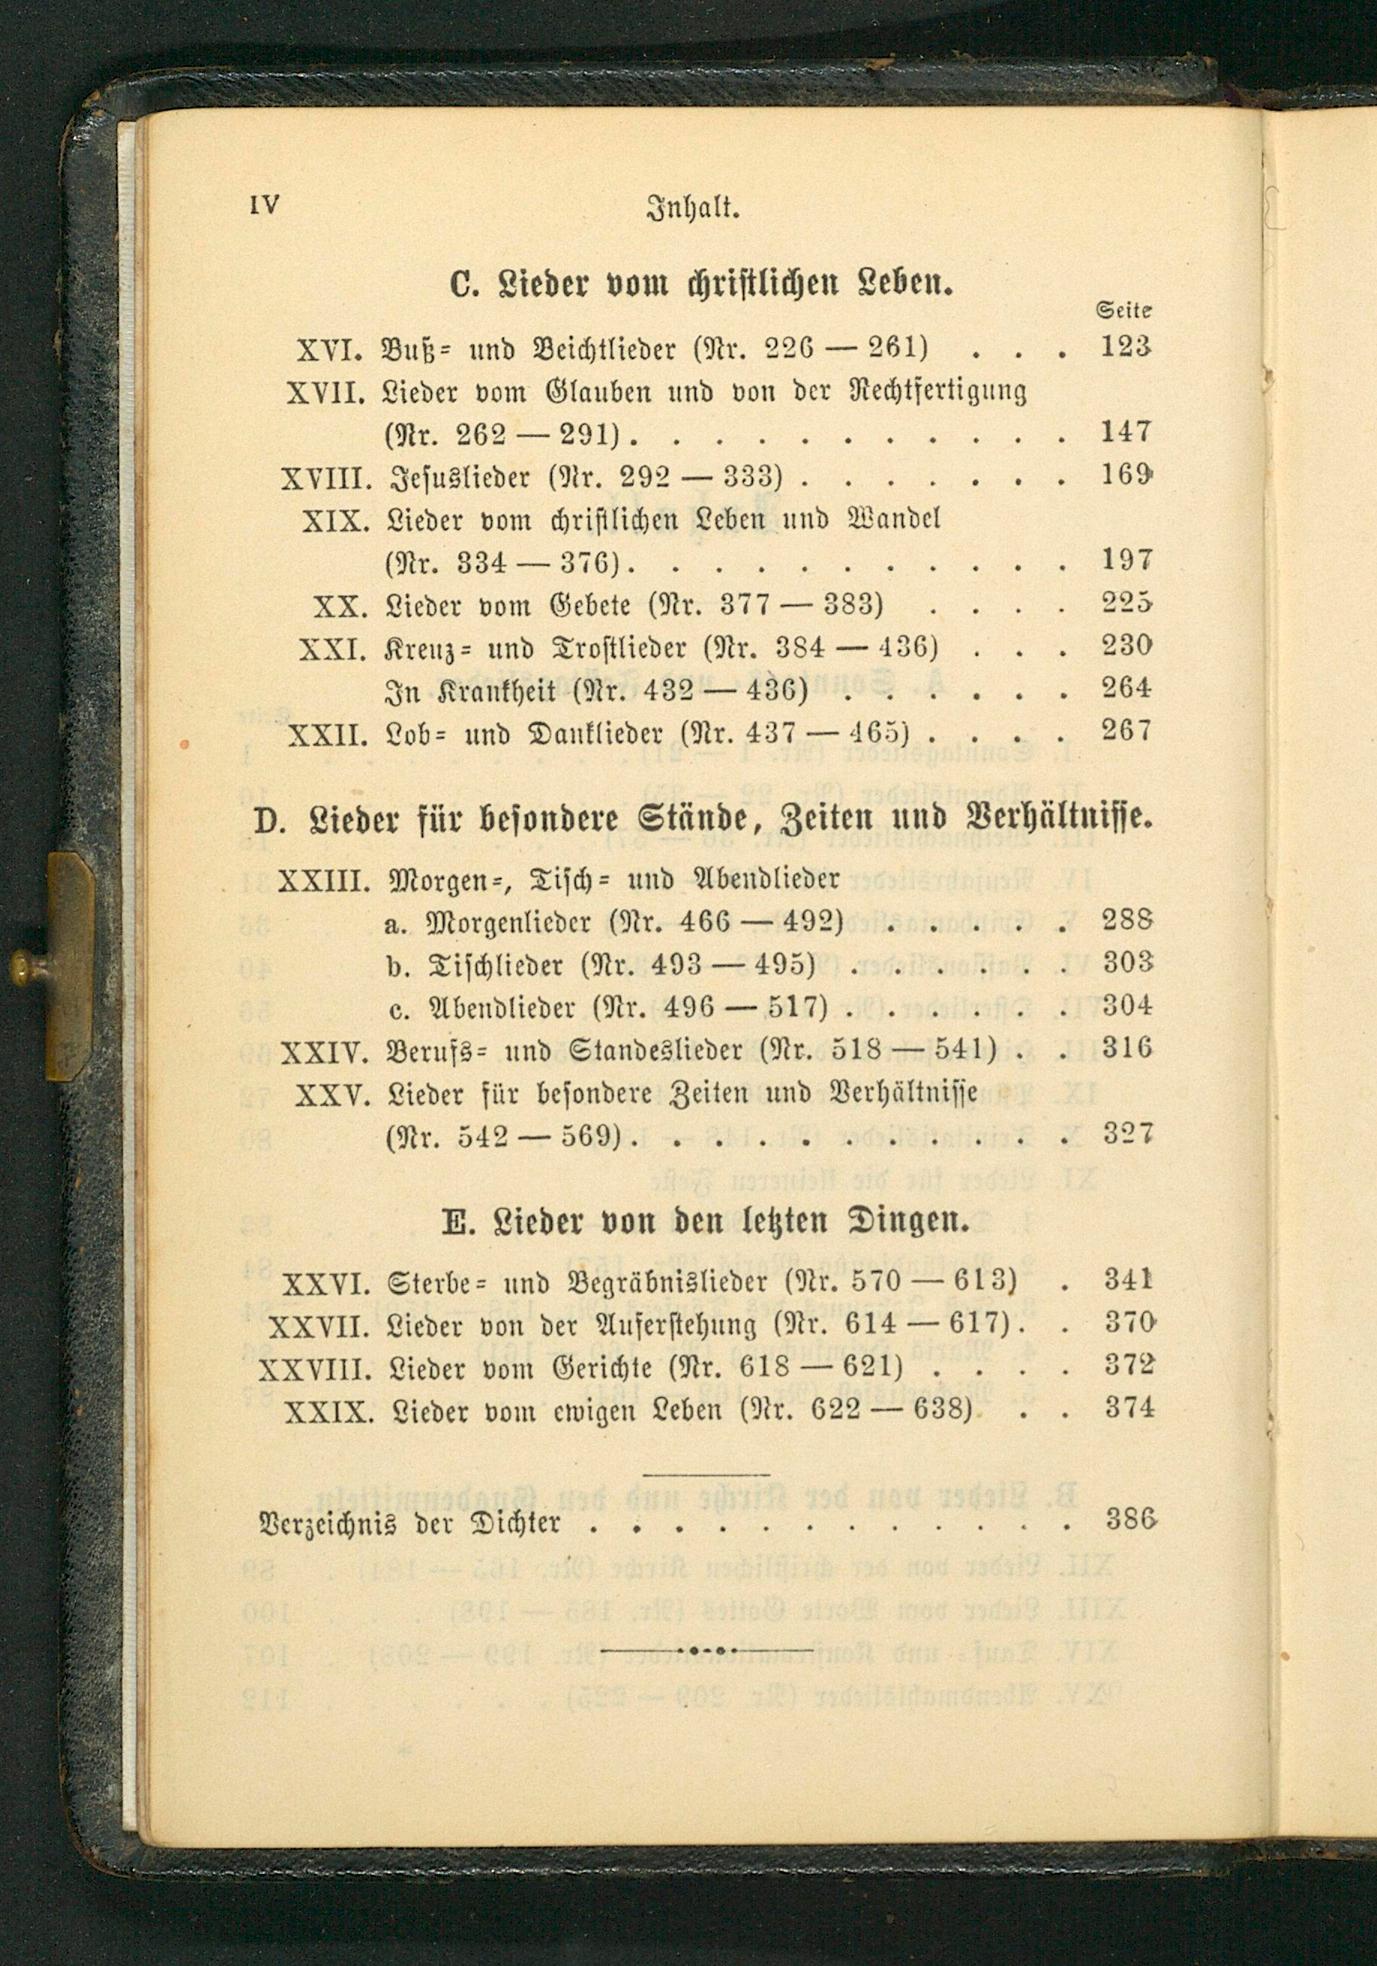 IV
Inhalt.
C. Lieder vom christlichen Leben.
Seite
XVI. Buß= und Beichtlieder (Nr. 226 — 261) . . . 123
XVII. Lieder vom Glauben und von der Rechtfertigung
(Nr. 262 — 291) . . . . . . . . . . . 147
XVIII. Jesuslieder (Nr. 292 — 333) . . . . . . . 169
XIX. Lieder vom christlichen Leben und Wandel
(Nr. 334 — 376) . . . . . . . . . . . 197
XX. Lieder vom Gebete (Nr. 377 — 383) . . . . 225
XXI. Kreuz= und Trostlieder (Nr. 384 — 436) . . . 230
In Krankheit (Nr. 432 — 436) . . . . . . 264
XXII. Lob= und Danklieder (Nr. 437 — 465) . . . . 267
D. Lieder für besondere Stände, Zeiten und Verhältnisse.
XXIII. Morgen=, Tisch= und Abendlieder
a. Morgenlieder (Nr. 466 — 492) . . . . . 288
b. Tischlieder (Nr. 493 — 495) . . . . . . 303
c. Abendlieder (Nr. 496 — 517) . . . . . . 304
XXIV. Berufs= und Standeslieder (Nr. 518 — 541) . . 316
XXV. Lieder für besondere Zeiten und Verhältnisse
(Nr. 542 — 569) . . . . . . . . . . . 327
E. Lieder von den letzten Dingen.
XXVI. Sterbe= und Begräbnislieder (Nr. 570 — 613) . 341
XXVII. Lieder von der Auferstehung (Nr. 614 — 617) . . 370
XXVIII. Lieder vom Gerichte (Nr. 618 — 621) . . . . 372
XXIX. Lieder vom ewigen Leben (Nr. 622 — 638) . . 374
Verzeichnis der Dichter . . . . . . . . . . . . 386